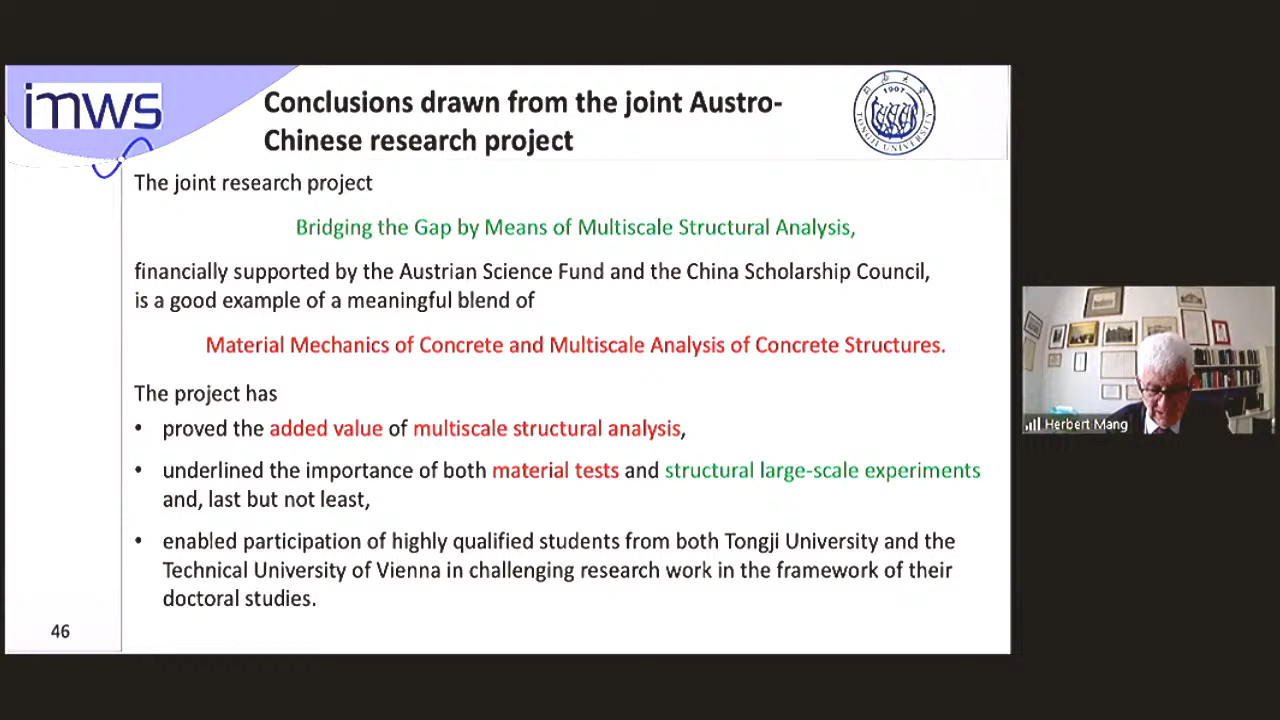 imws
Conclusions drawn from the joint Austro-
Chinese research project
1907
TONGJI UNIVERSITY
The joint research project
Bridging the Gap by Means of Multiscale Structural Analysis,
financially supported by the Austrian Science Fund and the China Scholarship Council,
is a good example of a meaningful blend of
Material Mechanics of Concrete and Multiscale Analysis of Concrete Structures.
The project has
• proved the added value of multiscale structural analysis,
• underlined the importance of both material tests and structural large-scale experiments
and, last but not least,
• enabled participation of highly qualified students from both Tongji University and the
Technical University of Vienna in challenging research work in the framework of their
doctoral studies.
46
Herbert Mang